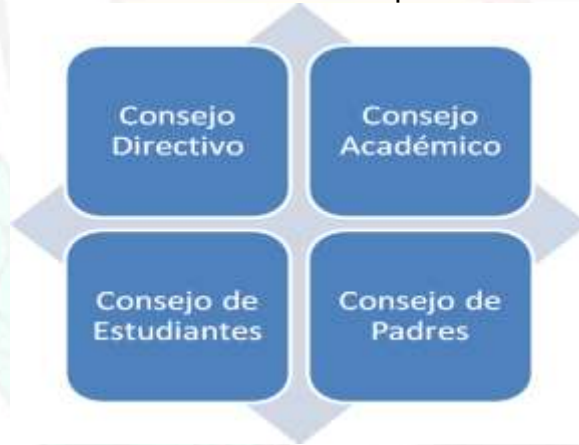 Consejo
Directivo
Consejo
Académico
Consejo de
Estudiantes
Consejo de
Padres